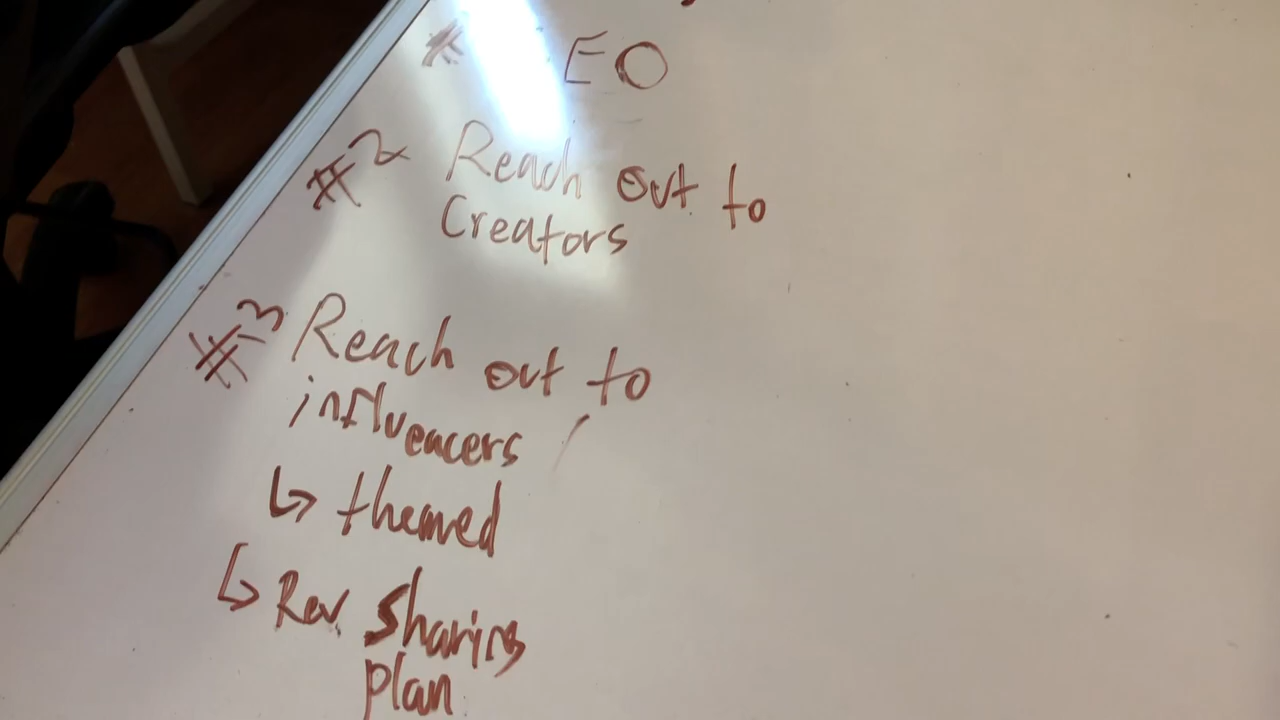 EO
#2 Reach out to
Creators
#3 Reach out to
influencers
↳ themed
↳ Rev. Sharing
plan